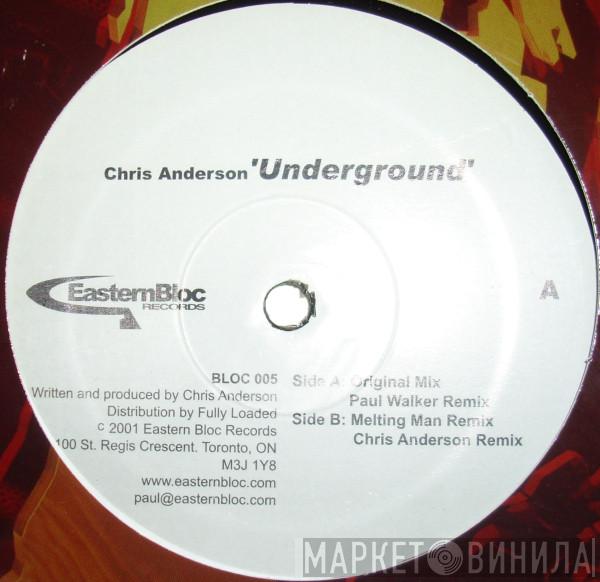 Chris Anderson 'Underground'
EasternBloc
RECORDS
A
BLOC 005
Written and produced by Chris Anderson
Distribution by Fully Loaded
c 2001 Eastern Bloc Records
100 St. Regis Crescent. Toronto, ON
M3J 1Y8
www.easternbloc.com
paul@easternbloc.com
Side A: Original Mix
Paul Walker Remix
Side B: Melting Man Remix
Chris Anderson Remix
МАРКЕТ ВИНИЛА